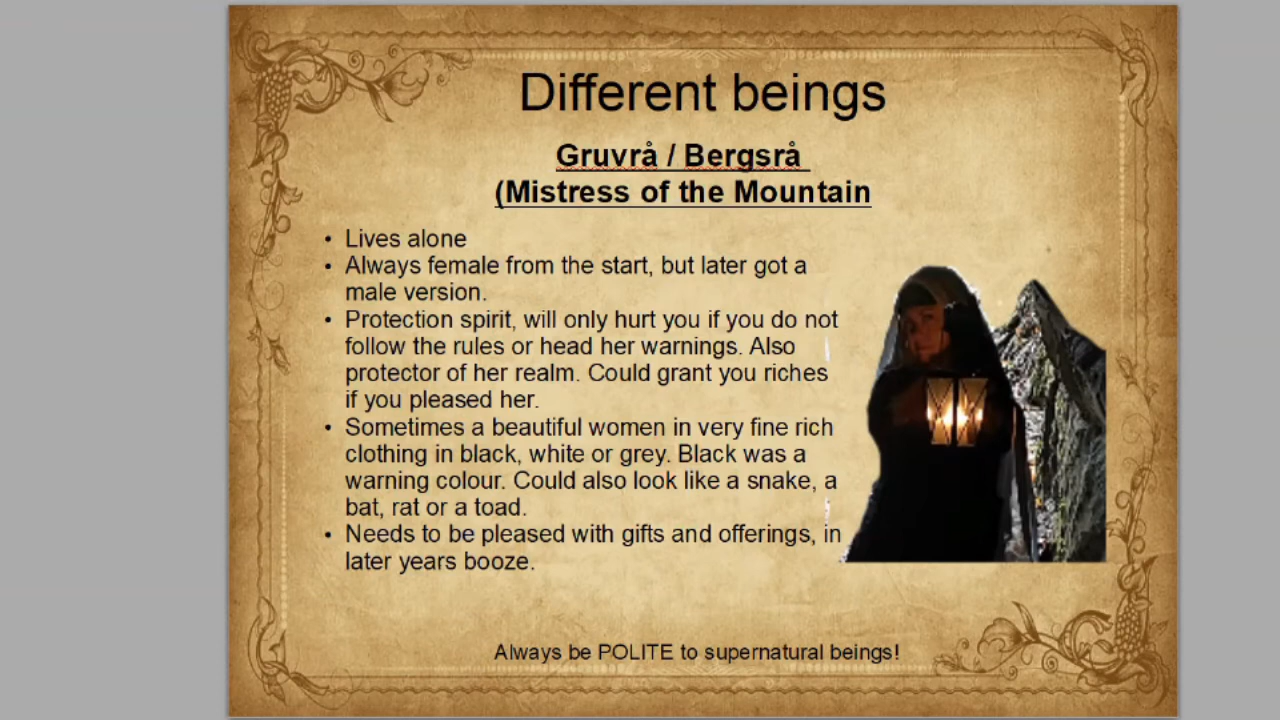 Different beings
Gruvrå / Bergsrå
(Mistress of the Mountain
• Lives alone
• Always female from the start, but later got a
male version.
• Protection spirit, will only hurt you if you do not
follow the rules or head her warnings. Also
protector of her realm. Could grant you riches
if you pleased her.
• Sometimes a beautiful women in very fine rich
clothing in black, white or grey. Black was a
warning colour. Could also look like a snake, a
bat, rat or a toad.
• Needs to be pleased with gifts and offerings, in
later years booze.
Always be POLITE to supernatural beings!